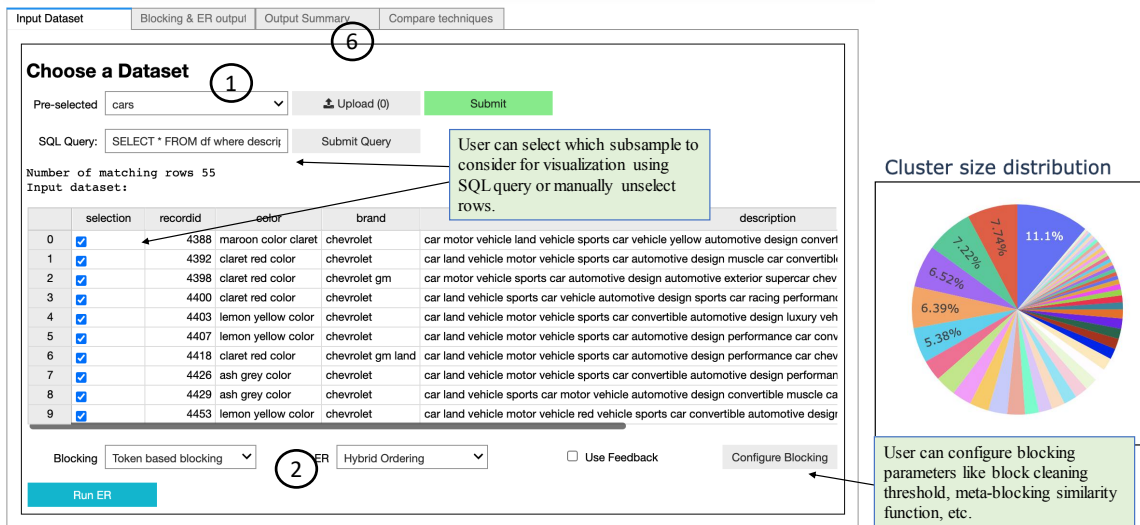 Input Dataset
Blocking & ER output
Output Summary
Compare techniques
6
Choose a Dataset
1
Pre-selected cars Upload (0) Submit
SQL Query: SELECT * FROM df where descrip Submit Query
User can select which subsample to
consider for visualization using
SQL query or manually unselect
rows.
Number of matching rows 55
Input dataset:
selection recordid color brand description
0 4388 maroon color claret chevrolet car motor vehicle land vehicle sports car vehicle yellow automotive design convert
1 4392 claret red color chevrolet car land vehicle motor vehicle sports car automotive design muscle car convertible
2 4398 claret red color chevrolet gm car motor vehicle sports car automotive design automotive exterior supercar chev
3 4400 claret red color chevrolet car land vehicle sports car vehicle automotive design sports car racing performanc
4 4403 lemon yellow color chevrolet car land vehicle motor vehicle sports car convertible automotive design luxury veh
5 4407 lemon yellow color chevrolet car land vehicle motor vehicle sports car automotive design performance car conv
6 4418 claret red color chevrolet gm land car land vehicle motor vehicle sports car automotive design performance car chev
7 4426 ash grey color chevrolet car land vehicle motor vehicle sports car convertible automotive design performan
8 4429 ash grey color chevrolet car land vehicle sports car motor vehicle automotive design convertible muscle ca
9 4453 lemon yellow color chevrolet car land vehicle motor vehicle red vehicle sports car convertible automotive design
Blocking Token based blocking 2 ER Hybrid Ordering Use Feedback Configure Blocking
Run ER
Cluster size distribution
11.1%
7.74%
7.22%
6.52%
6.39%
5.38%
User can configure blocking
parameters like block cleaning
threshold, meta-blocking similarity
function, etc.